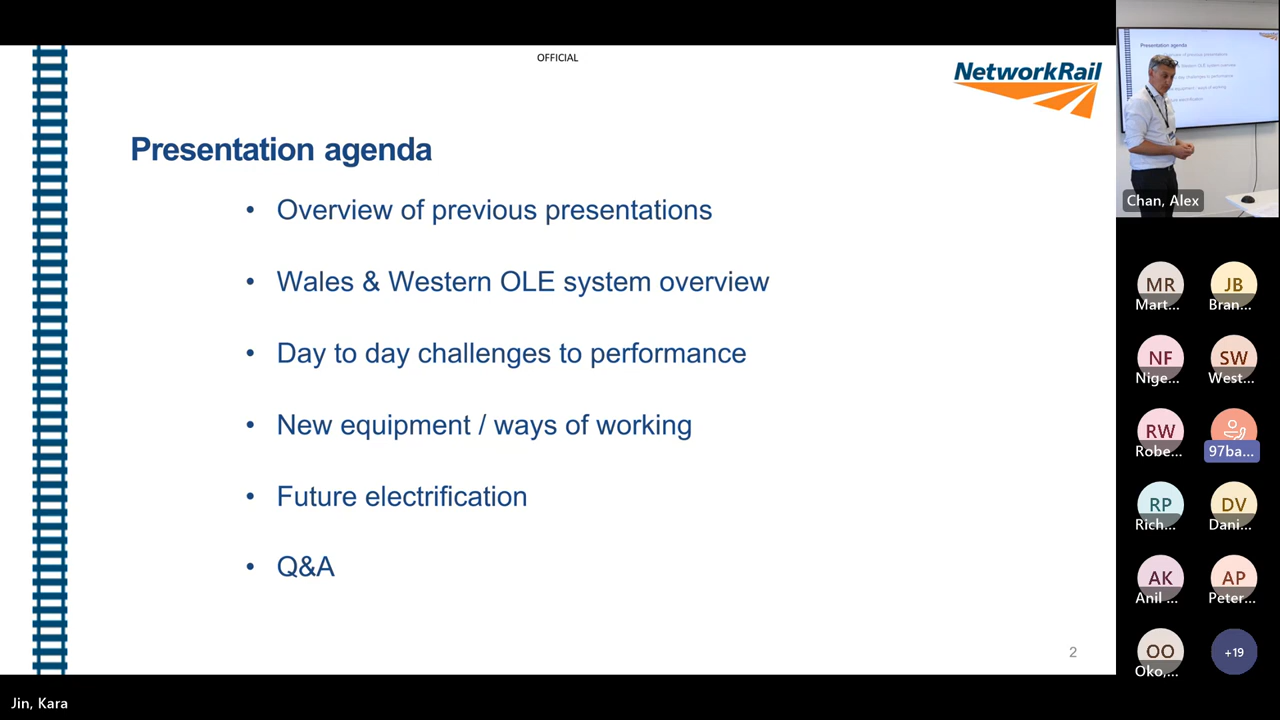 OFFICIAL
NetworkRail
Presentation agenda
• Overview of previous presentations
• Wales & Western OLE system overview
• Day to day challenges to performance
• New equipment / ways of working
• Future electrification
• Q&A
2
Jin, Kara
Presentation agenda
Chan, Alex
MR
Mart...
JB
Bran...
NF
Nige...
SW
West...
RW
Robe...
97ba...
RP
Rich...
DV
Dani...
AK
Anil ...
AP
Peter...
OO
Oko,...
+19